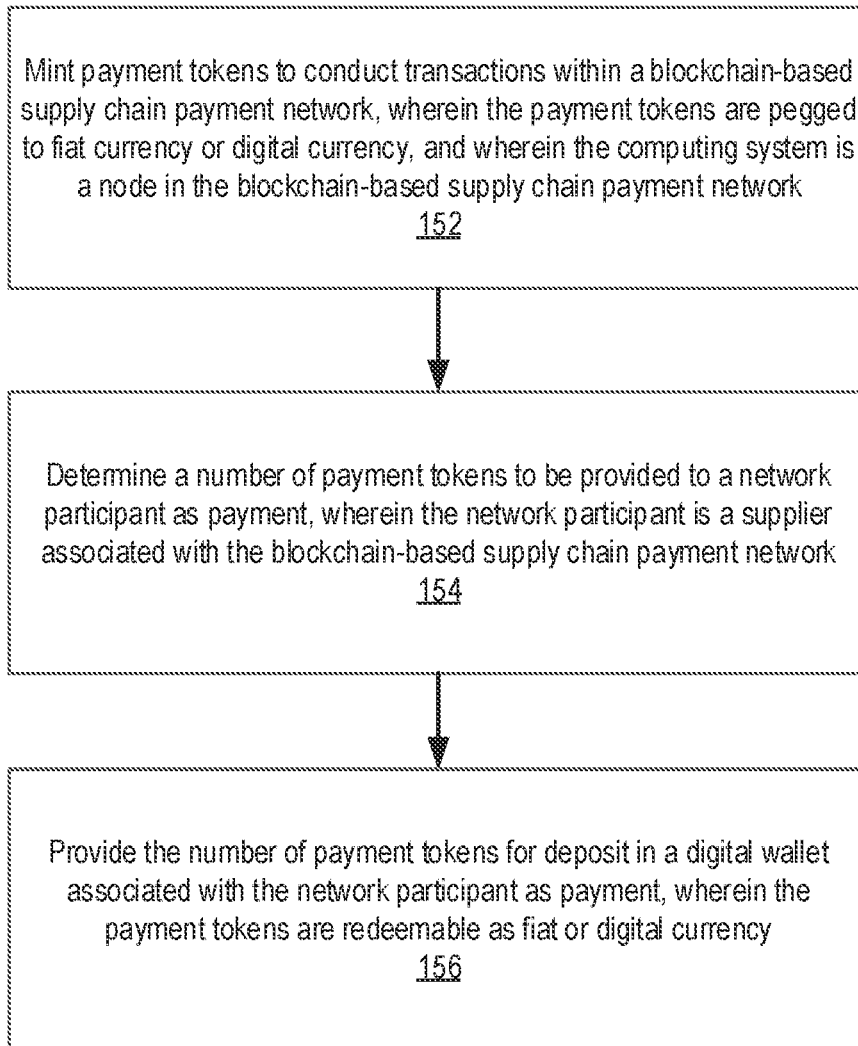 Mint payment tokens to conduct transactions within a blockchain-based
supply chain payment network, wherein the payment tokens are pegged
to fiat currency or digital currency, and wherein the computing system is
a node in the blockchain-based supply chain payment network
152
Determine a number of payment tokens to be provided to a network
participant as payment, wherein the network participant is a supplier
associated with the blockchain-based supply chain payment network
154
Provide the number of payment tokens for deposit in a digital wallet
associated with the network participant as payment, wherein the
payment tokens are redeemable as fiat or digital currency
156